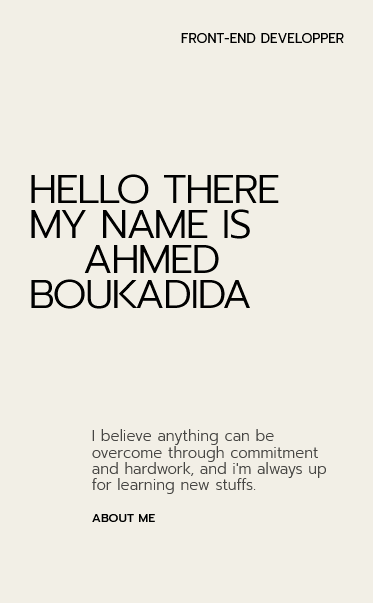 FRONT-END DEVELOPPER
HELLO THERE
MY NAME IS
AHMED
BOUKADIDA
I believe anything can be
overcome through commitment
and hardwork, and i'm always up
for learning new stuffs.
ABOUT ME